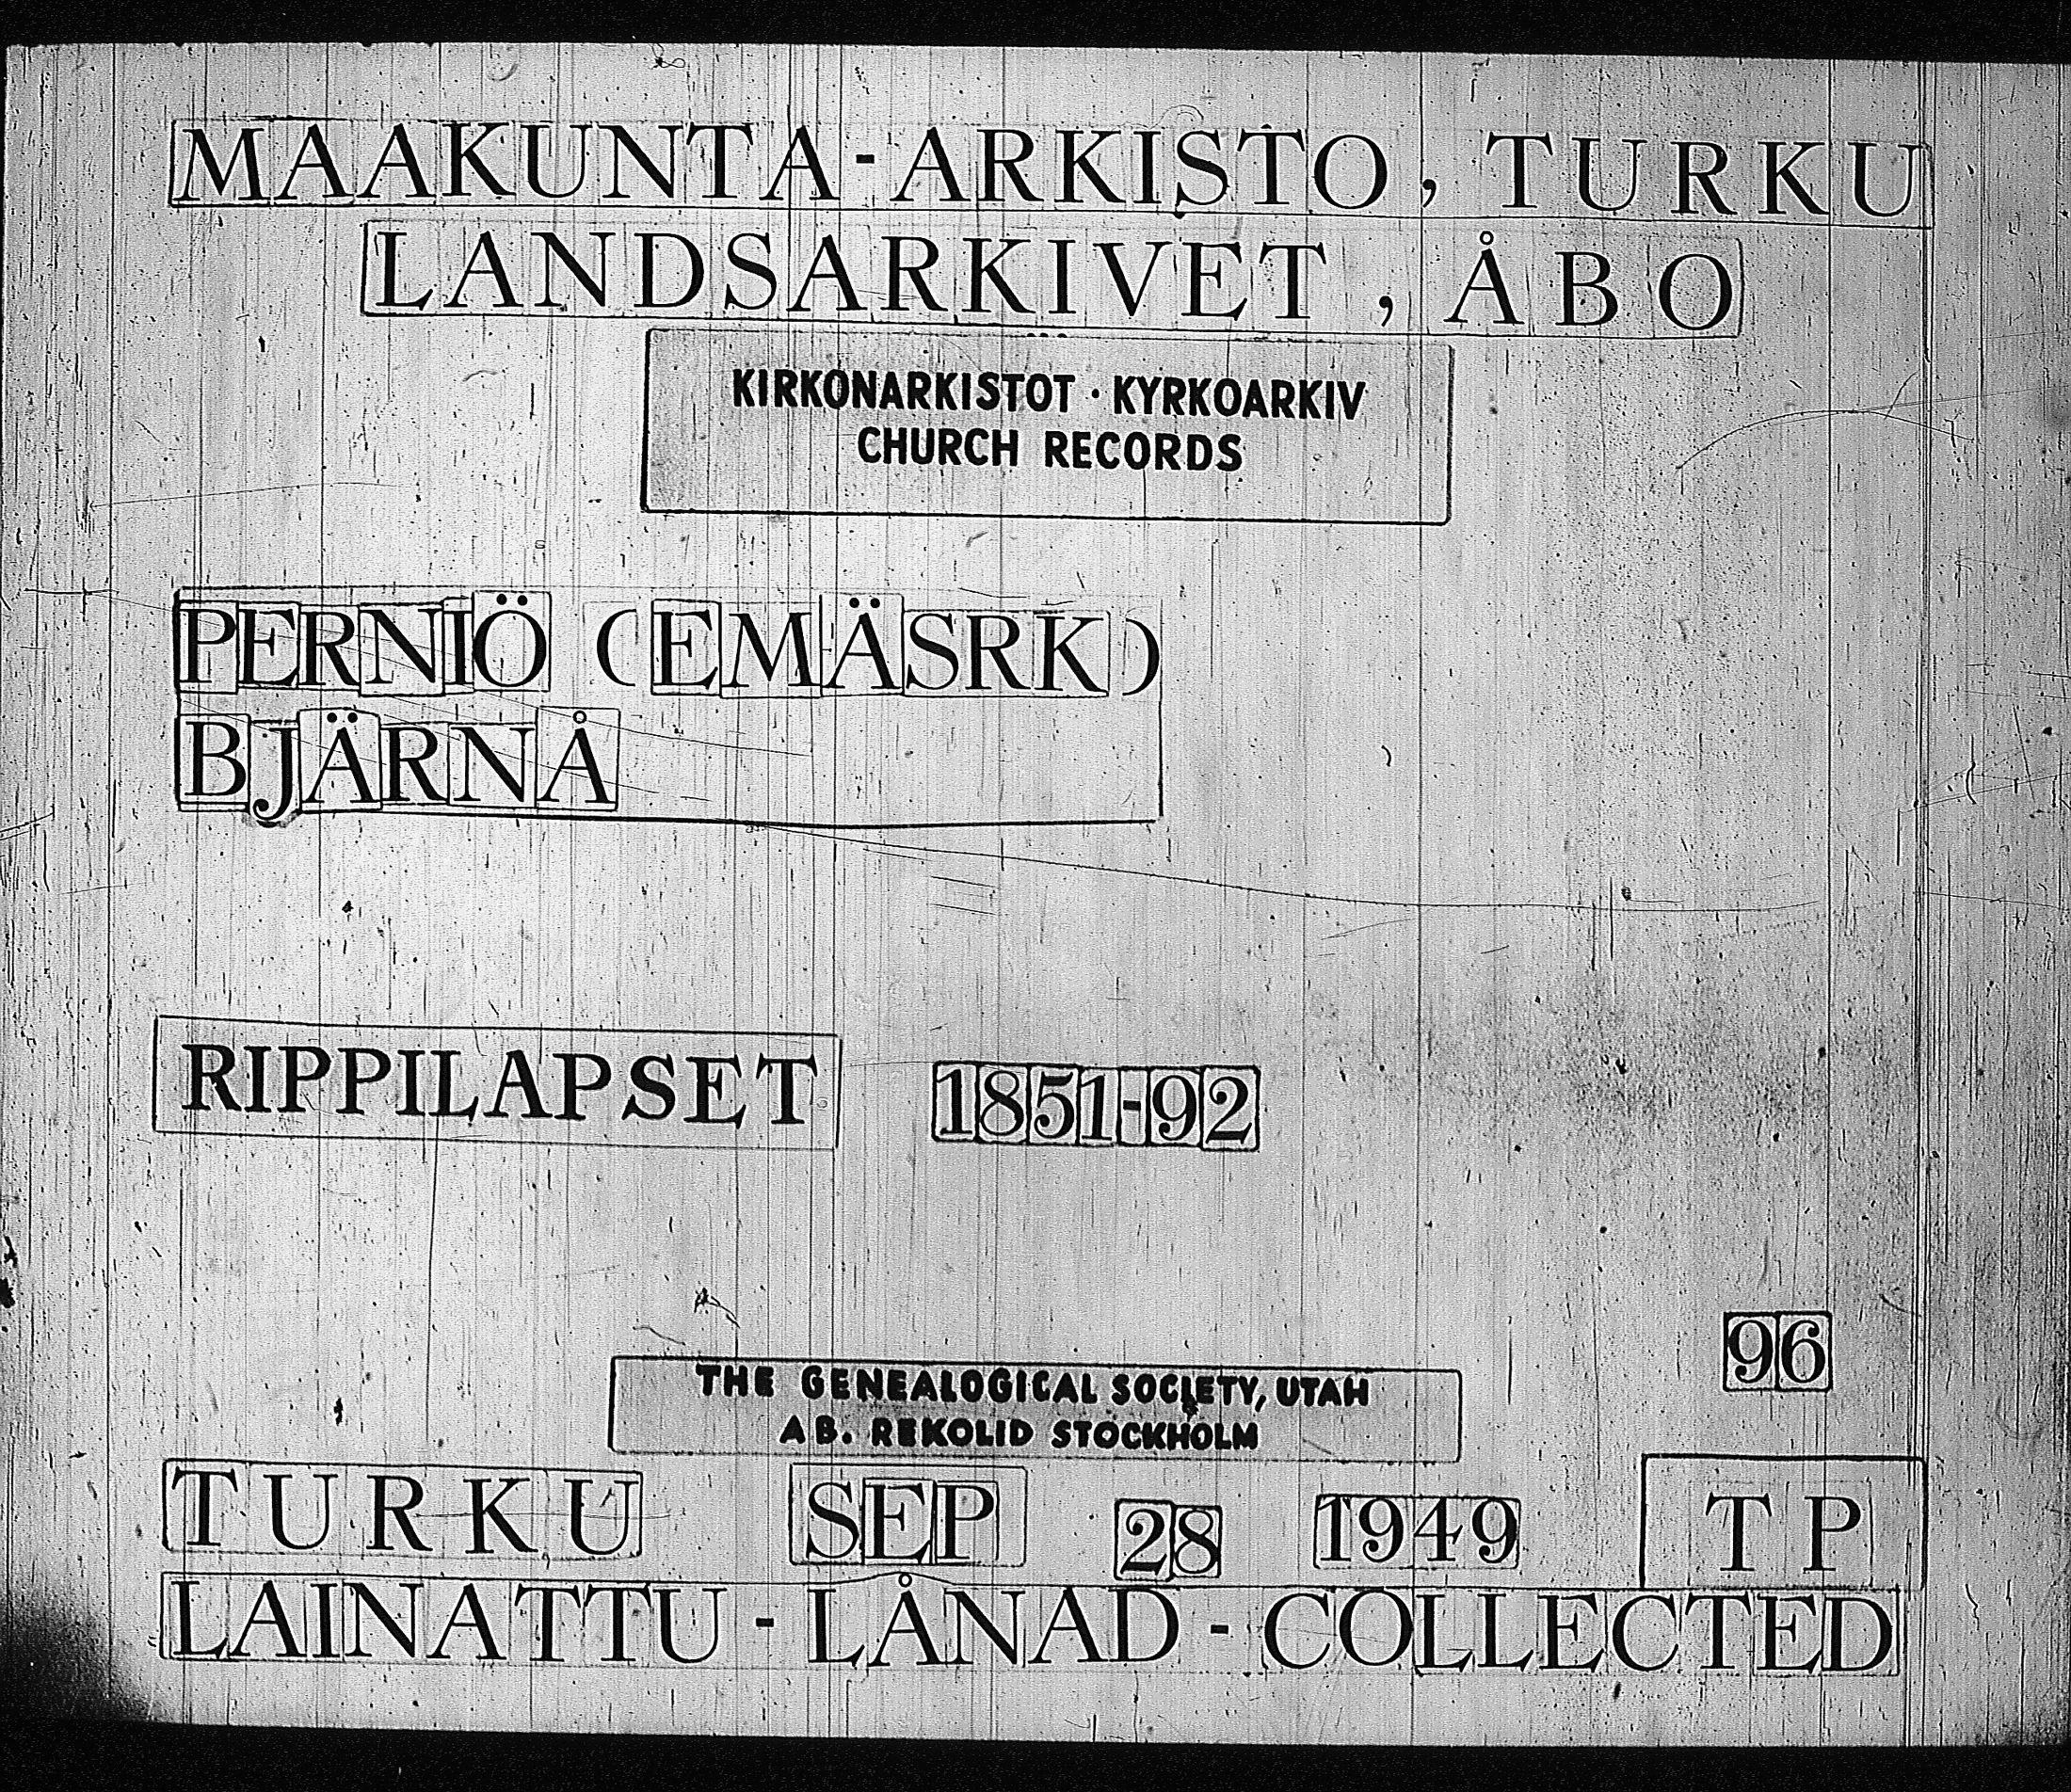 MAAKUNTA-ARKISTO, TURKU
LANDSARKIVET, ÅBO
KIRKONARKISTOT · KYRKOARKIV
CHURCH RECORDS
PERNIÖ (EMÄSRK)
BJÄRNÅ
RIPPILAPSET 1851-92
96
THE GENEALOGICAL SOCIETY, UTAH
AB. REKOLID STOCKHOLM
TURKU SEP 28 1949 TP
LAINATTU - LÅNAD - COLLECTED